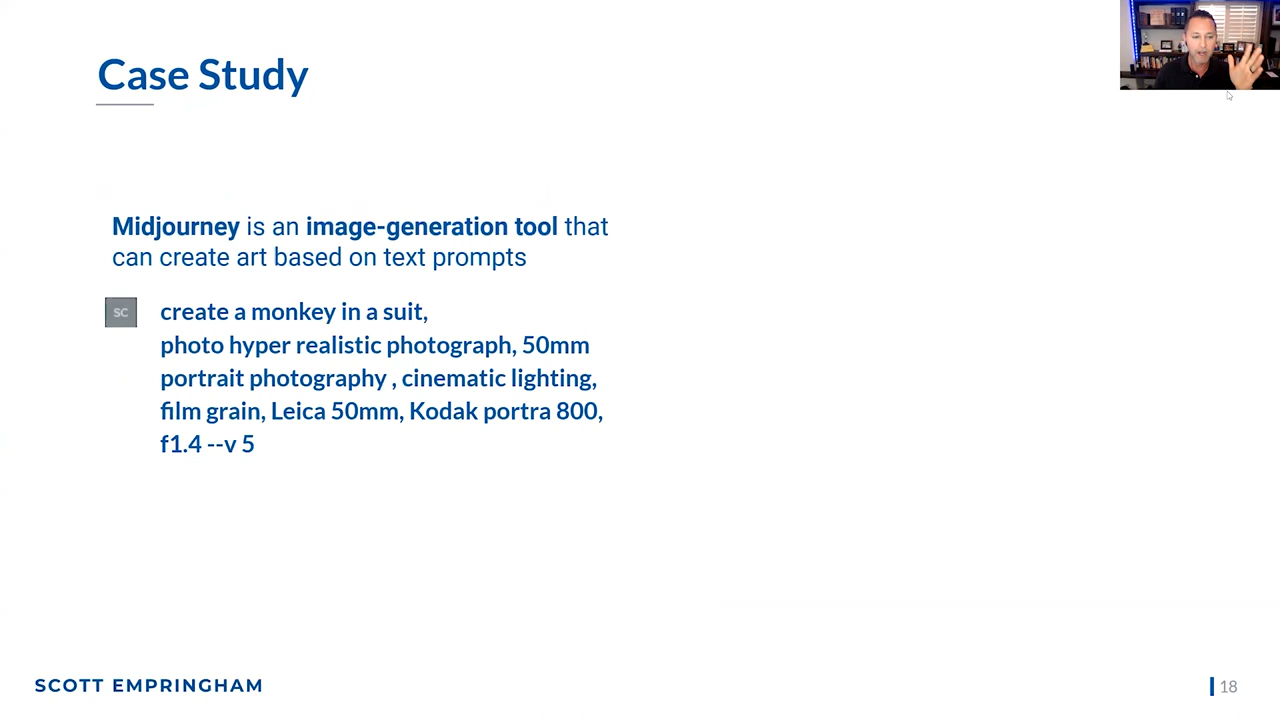 Case Study
Midjourney is an image-generation tool that
can create art based on text prompts
SC
create a monkey in a suit,
photo hyper realistic photograph, 50mm
portrait photography , cinematic lighting,
film grain, Leica 50mm, Kodak portra 800,
f1.4 --v 5
SCOTT EMPRINGHAM
18